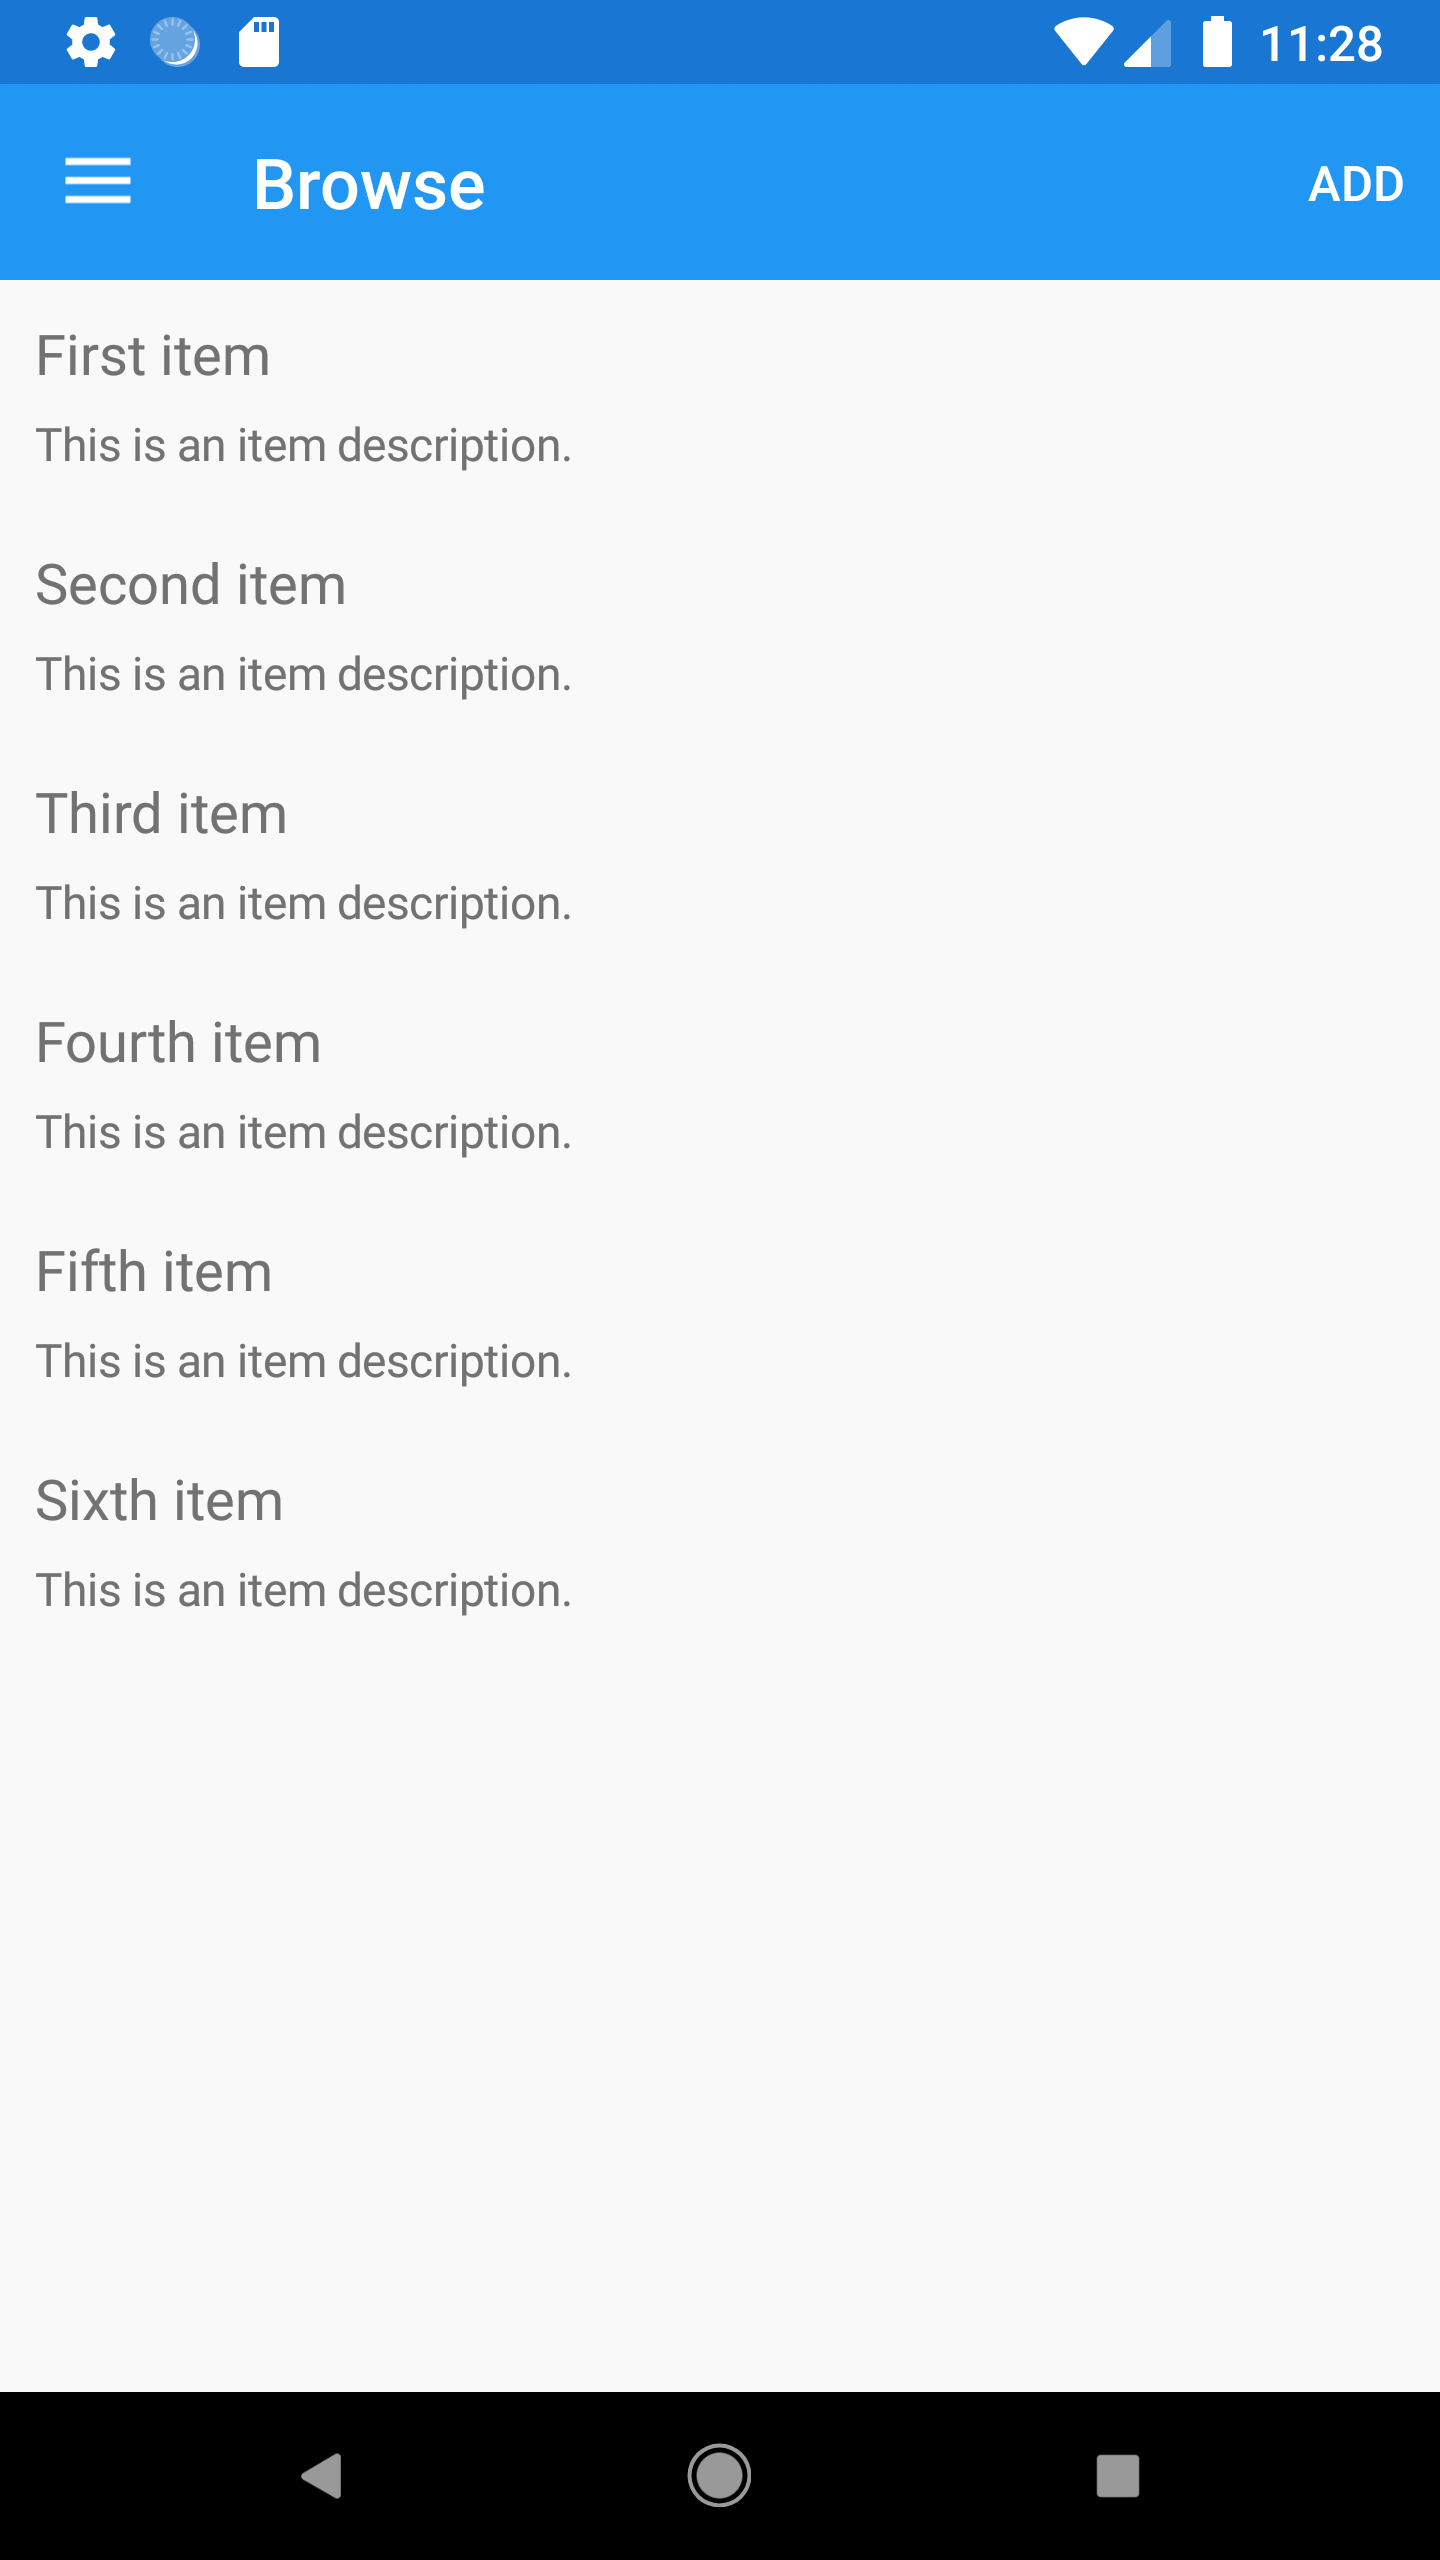 11:28
Browse
ADD
First item
This is an item description.
Second item
This is an item description.
Third item
This is an item description.
Fourth item
This is an item description.
Fifth item
This is an item description.
Sixth item
This is an item description.